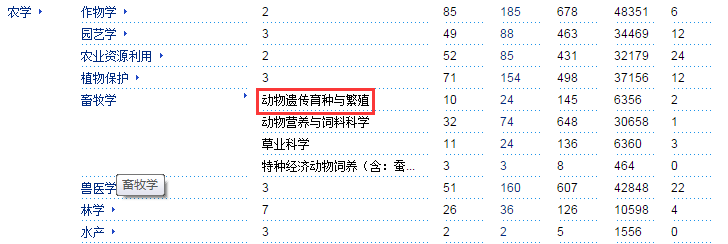 农学 作物学 2 85 185 678 48351 6
园艺学 3 49 88 463 34469 12
农业资源利用 2 52 85 431 32179 24
植物保护 3 71 154 498 37156 12
畜牧学 动物遗传育种与繁殖 10 24 145 6356 2
动物营养与饲料科学 32 74 648 30658 1
草业科学 11 24 136 6360 3
特种经济动物饲养（含：蚕... 3 3 8 464 0
兽医学 3 51 160 607 42848 22
畜牧学
林学 7 26 36 126 10598 4
水产 3 2 2 5 1556 0